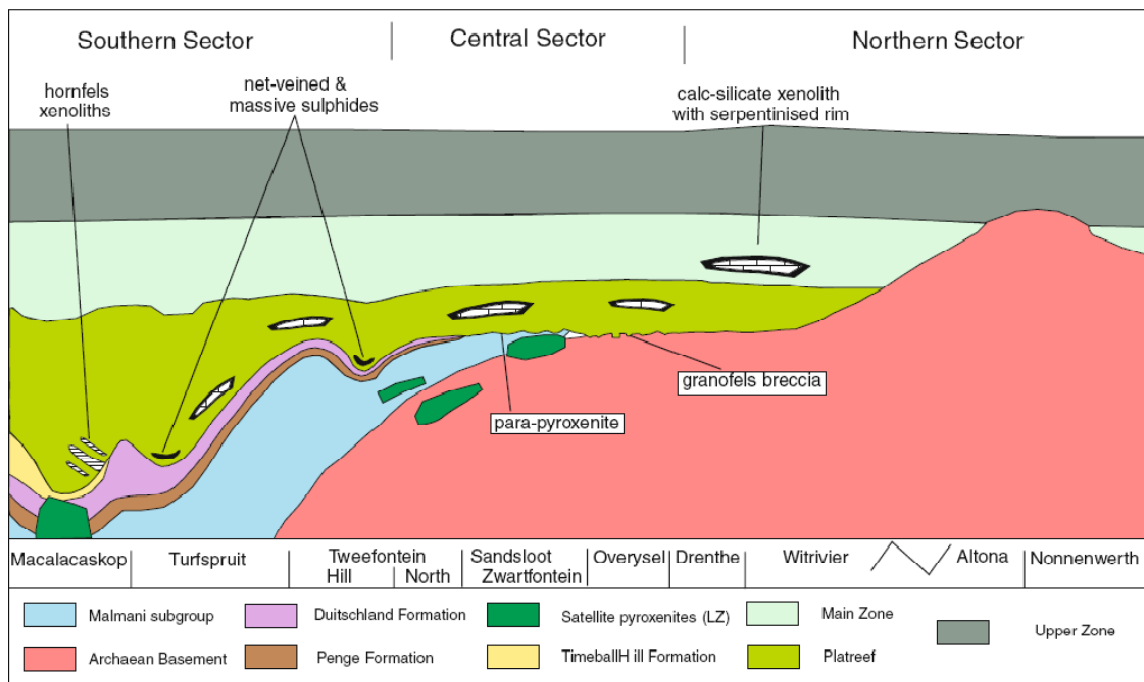 Southern Sector
Central Sector
Northern Sector
hornfels
xenoliths
net-veined &
massive sulphides
calc-silicate xenolith
with serpentinised rim
granofels breccia
para-pyroxenite
Macalacaskop
Turfspruit
Tweefontein
Hill
North
Sandsloot
Zwartfontein
Overysel
Drenthe
Witrivier
Altona
Nonnenwerth
Malmani subgroup
Duitschland Formation
Satellite pyroxenites (LZ)
Main Zone
Upper Zone
Archaean Basement
Penge Formation
TimeballH ill Formation
Platreef